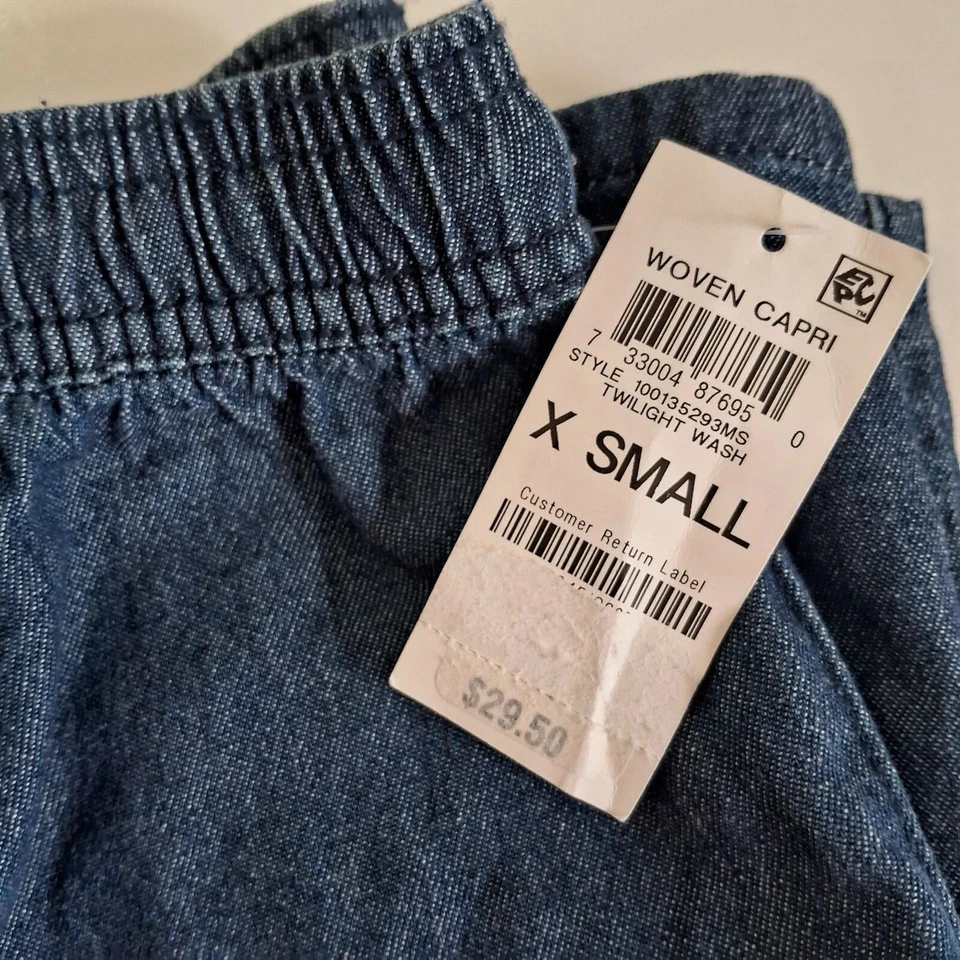 WOVEN CAPRI
7 33004 87695 0
STYLE 100135293MS
TWILIGHT WASH
X SMALL
Customer Return Label
$29.50